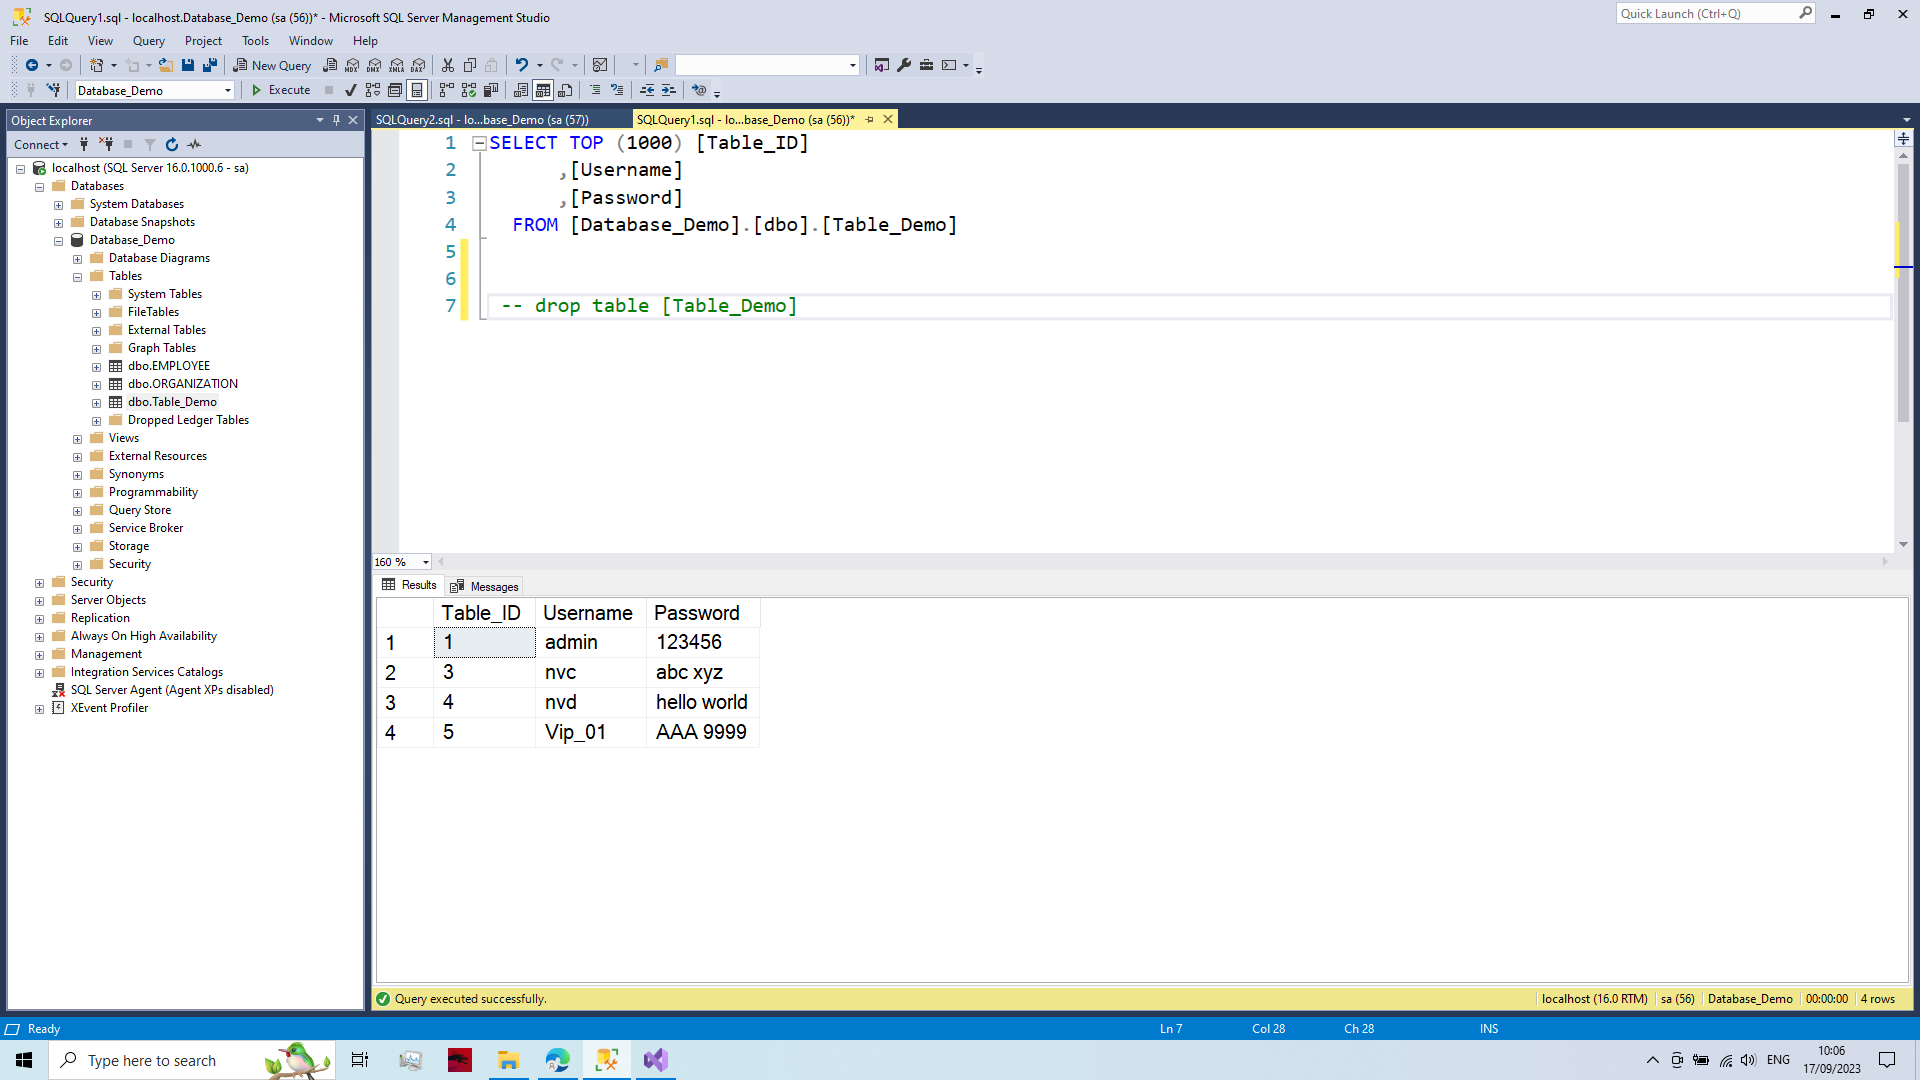 SQLQuery1.sql - localhost.Database_Demo (sa (56))* - Microsoft SQL Server Management Studio
Quick Launch (Ctrl+Q)
File Edit View Query Project Tools Window Help
New Query
MDX DMX XMLA DAX
Database_Demo
Execute
Object Explorer
SQLQuery2.sql - lo...base_Demo (sa (57))
SQLQuery1.sql - lo...base_Demo (sa (56))*
Connect
localhost (SQL Server 16.0.1000.6 - sa)
Databases
System Databases
Database Snapshots
Database_Demo
Database Diagrams
Tables
System Tables
FileTables
External Tables
Graph Tables
dbo.EMPLOYEE
dbo.ORGANIZATION
dbo.Table_Demo
Dropped Ledger Tables
Views
External Resources
Synonyms
Programmability
Query Store
Service Broker
Storage
Security
Security
Server Objects
Replication
Always On High Availability
Management
Integration Services Catalogs
SQL Server Agent (Agent XPs disabled)
XEvent Profiler
1 SELECT TOP (1000) [Table_ID]
2 ,[Username]
3 ,[Password]
4 FROM [Database_Demo].[dbo].[Table_Demo]
5
6
7 -- drop table [Table_Demo]
160 %
Results Messages
Table_ID Username Password
1 1 admin 123456
2 3 nvc abc xyz
3 4 nvd hello world
4 5 Vip_01 AAA 9999
Query executed successfully.
localhost (16.0 RTM) sa (56) Database_Demo 00:00:00 4 rows
Ready
Ln 7 Col 28 Ch 28 INS
Type here to search
ENG
10:06
17/09/2023